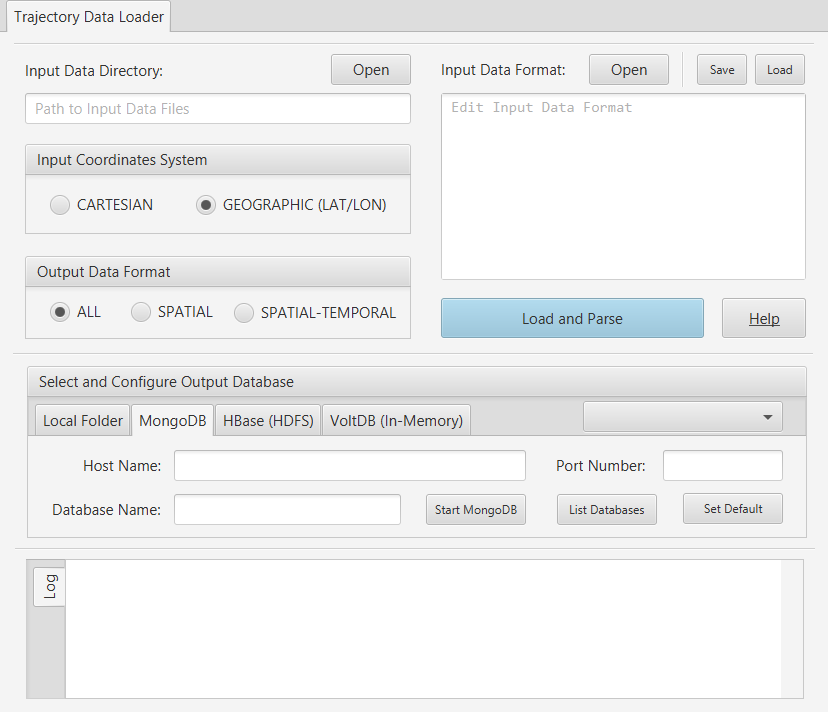 Trajectory Data Loader
Input Data Directory:
Open
Input Data Format:
Open
Save
Load
Path to Input Data Files
Edit Input Data Format
Input Coordinates System
CARTESIAN
GEOGRAPHIC (LAT/LON)
Output Data Format
ALL
SPATIAL
SPATIAL-TEMPORAL
Load and Parse
Help
Select and Configure Output Database
Local Folder
MongoDB
HBase (HDFS)
VoltDB (In-Memory)
Host Name:
Port Number:
Database Name:
Start MongoDB
List Databases
Set Default
Log